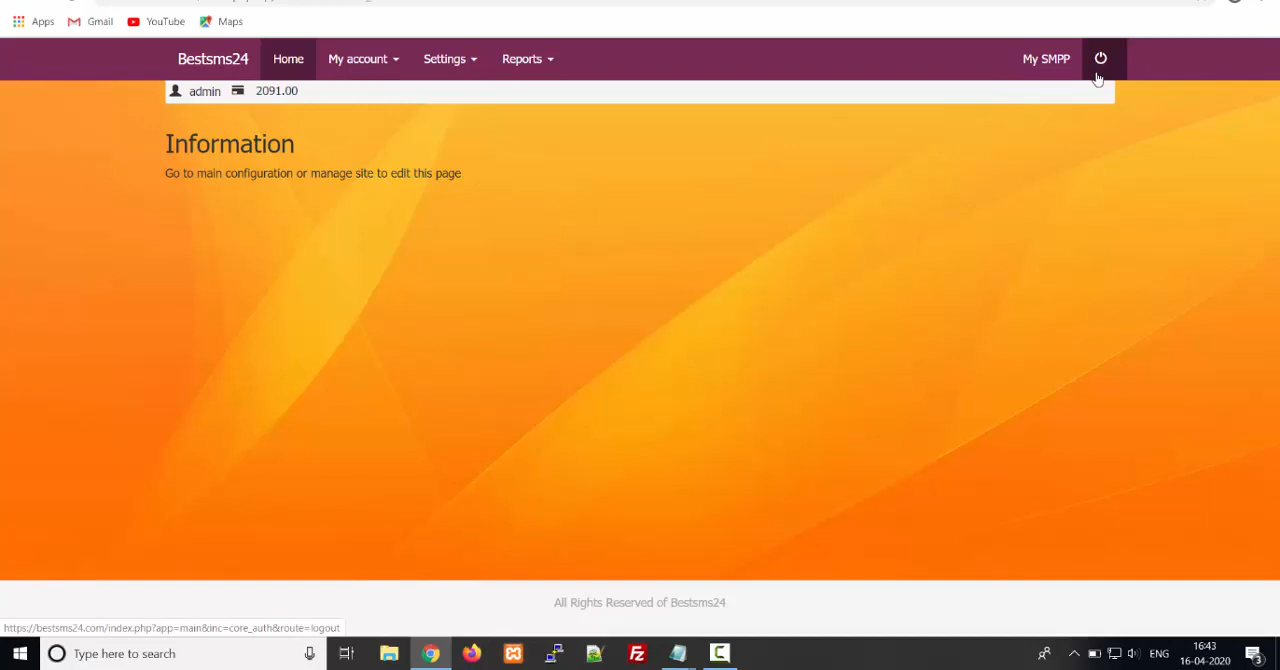 Apps Gmail YouTube Maps
Bestsms24 Home My account Settings Reports My SMPP
admin 2091.00
Information
Go to main configuration or manage site to edit this page
All Rights Reserved of Bestsms24
https://bestsms24.com/index.php?app=main&inc=core_auth&route=logout
Type here to search
ENG
16:43
16-04-2020
3